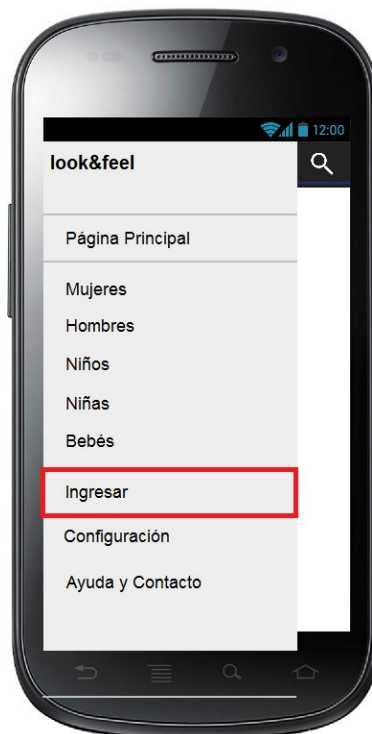 12:00
look&feel
Página Principal
Mujeres
Hombres
Niños
Niñas
Bebés
Ingresar
Configuración
Ayuda y Contacto